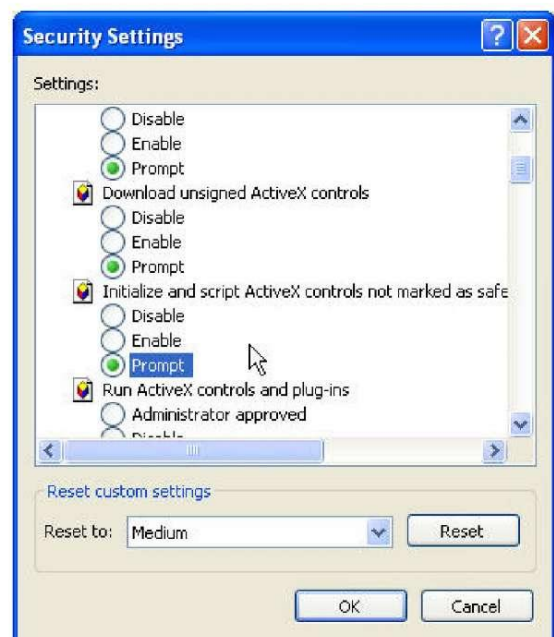 Security Settings
Settings:
Disable
Enable
Prompt
Download unsigned ActiveX controls
Disable
Enable
Prompt
Initialize and script ActiveX controls not marked as safe
Disable
Enable
Prompt
Run ActiveX controls and plug-ins
Administrator approved
Disable
Reset custom settings
Reset to: Medium Reset
OK Cancel